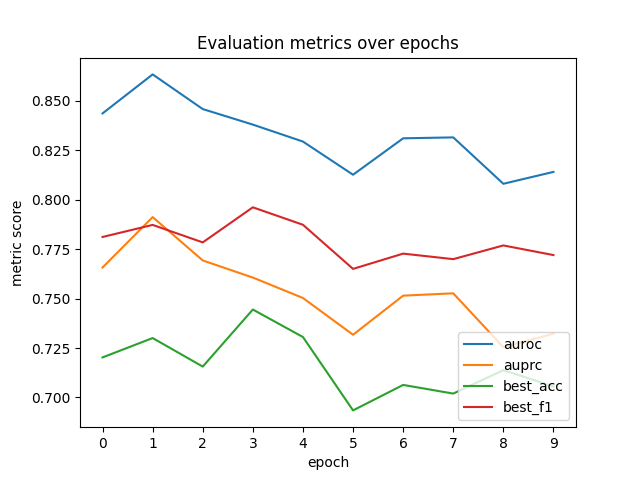 Evaluation metrics over epochs
metric score
0.850
0.825
0.800
0.775
0.750
0.725
0.700
0 1 2 3 4 5 6 7 8 9
epoch
auroc
auprc
best_acc
best_f1